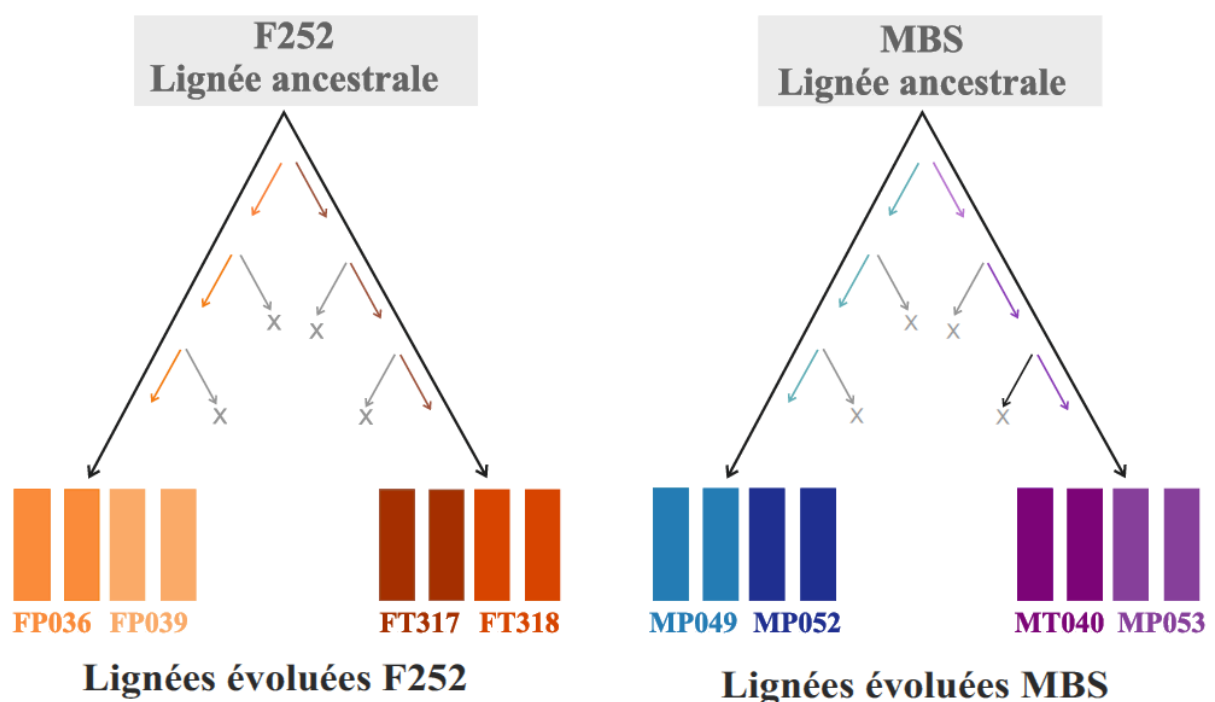 F252
Lignée ancestrale
MBS
Lignée ancestrale
X
X
X
X
X
X
X
X
FP036 FP039
FT317 FT318
MP049 MP052
MT040 MP053
Lignées évoluées F252
Lignées évoluées MBS